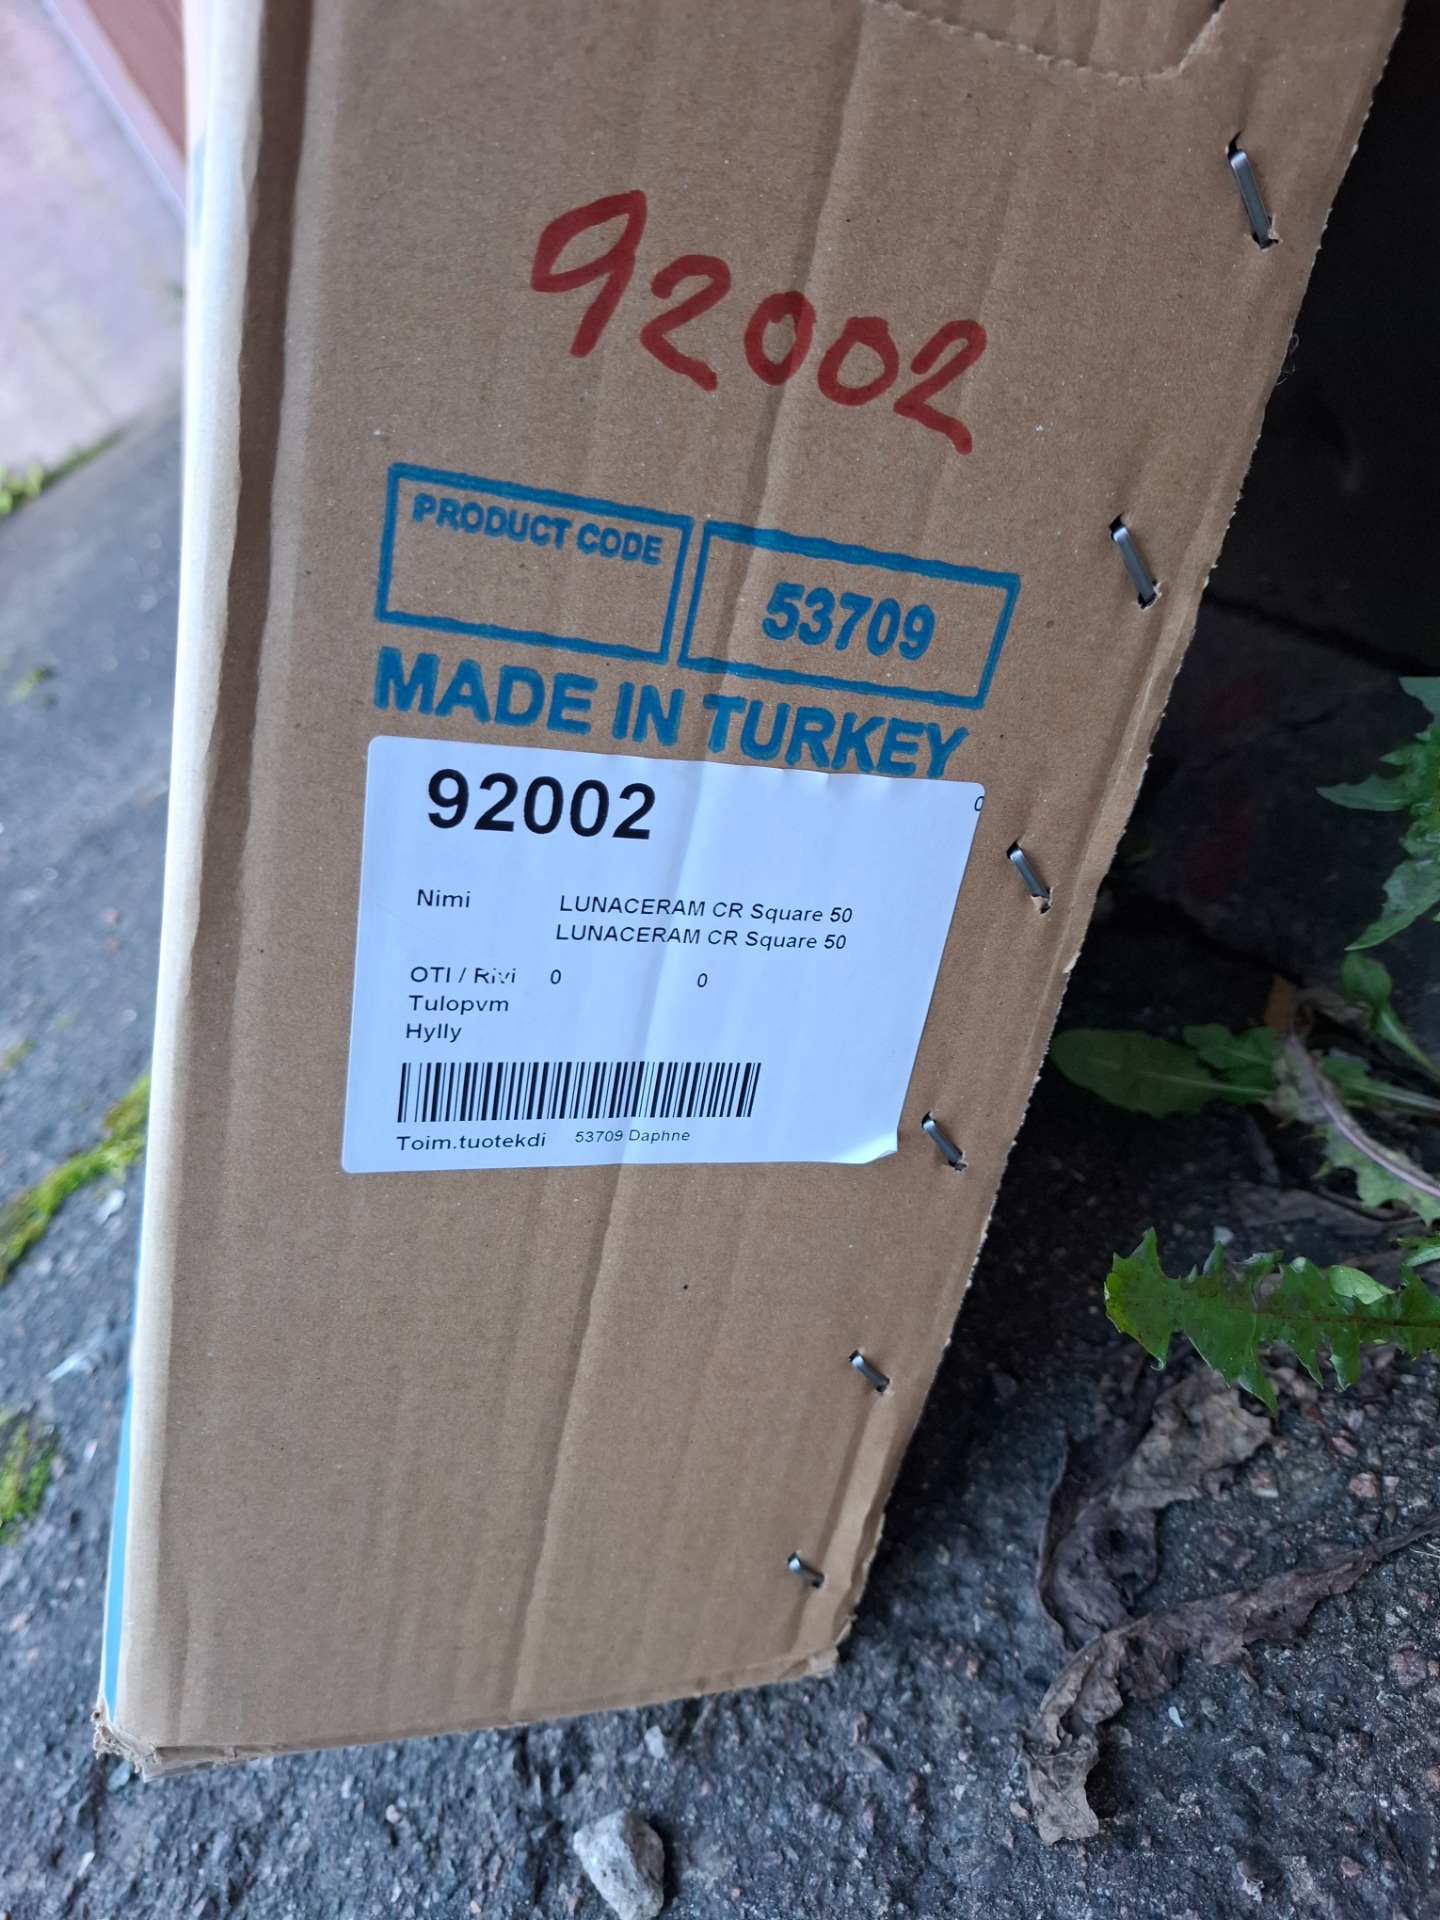 92002
PRODUCT CODE
53709
MADE IN TURKEY
92002
0
Nimi LUNACERAM CR Square 50
LUNACERAM CR Square 50
OTI / Rivi 0 0
Tulopvm
Hylly
Toim.tuotekdi 53709 Daphne